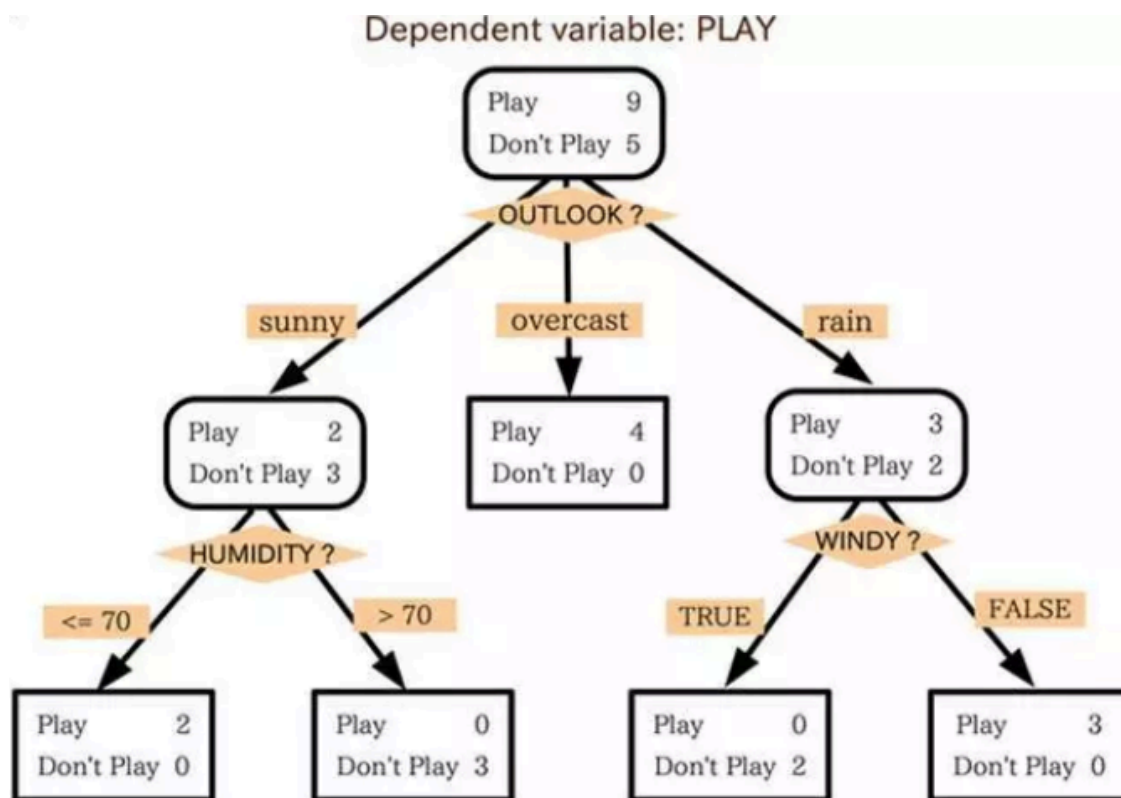 Dependent variable: PLAY
Play 9
Don't Play 5
OUTLOOK ?
sunny
overcast
rain
Play 2
Don't Play 3
Play 4
Don't Play 0
Play 3
Don't Play 2
HUMIDITY ?
WINDY ?
<= 70
> 70
TRUE
FALSE
Play 2
Don't Play 0
Play 0
Don't Play 3
Play 0
Don't Play 2
Play 3
Don't Play 0